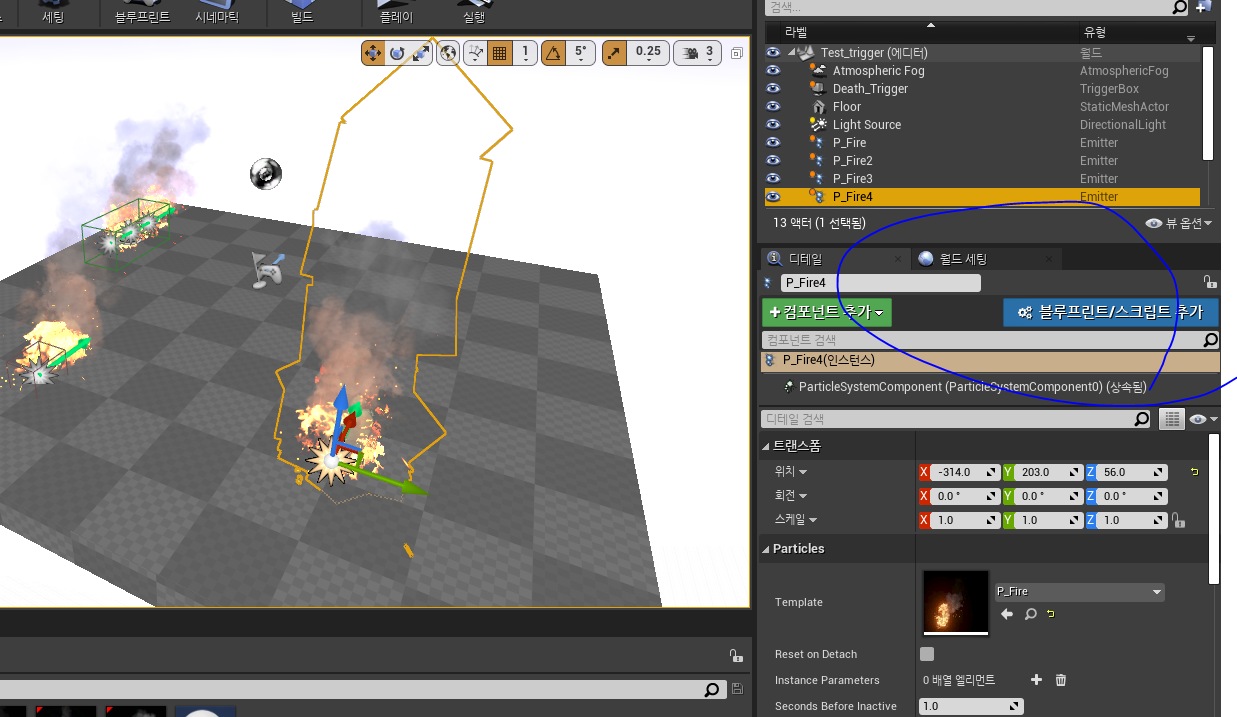 세팅
블루프린트
시네마틱
빌드
플레이
실행
1
5°
0.25
3
검색...
라벨
유형
Test_trigger (에디터)
월드
Atmospheric Fog
AtmosphericFog
Death_Trigger
TriggerBox
Floor
StaticMeshActor
Light Source
DirectionalLight
P_Fire
Emitter
P_Fire2
Emitter
P_Fire3
Emitter
P_Fire4
Emitter
13 액터 (1 선택됨)
뷰 옵션
디테일
월드 세팅
P_Fire4
+컴포넌트 추가
블루프린트/스크립트 추가
컴포넌트 검색
P_Fire4(인스턴스)
ParticleSystemComponent (ParticleSystemComponent0) (상속됨)
디테일 검색
트랜스폼
위치
X -314.0 Y 203.0 Z 56.0
회전
X 0.0 ° Y 0.0 ° Z 0.0 °
스케일
X 1.0 Y 1.0 Z 1.0
Particles
Template
P_Fire
Reset on Detach
Instance Parameters
0 배열 엘리먼트
Seconds Before Inactive
1.0